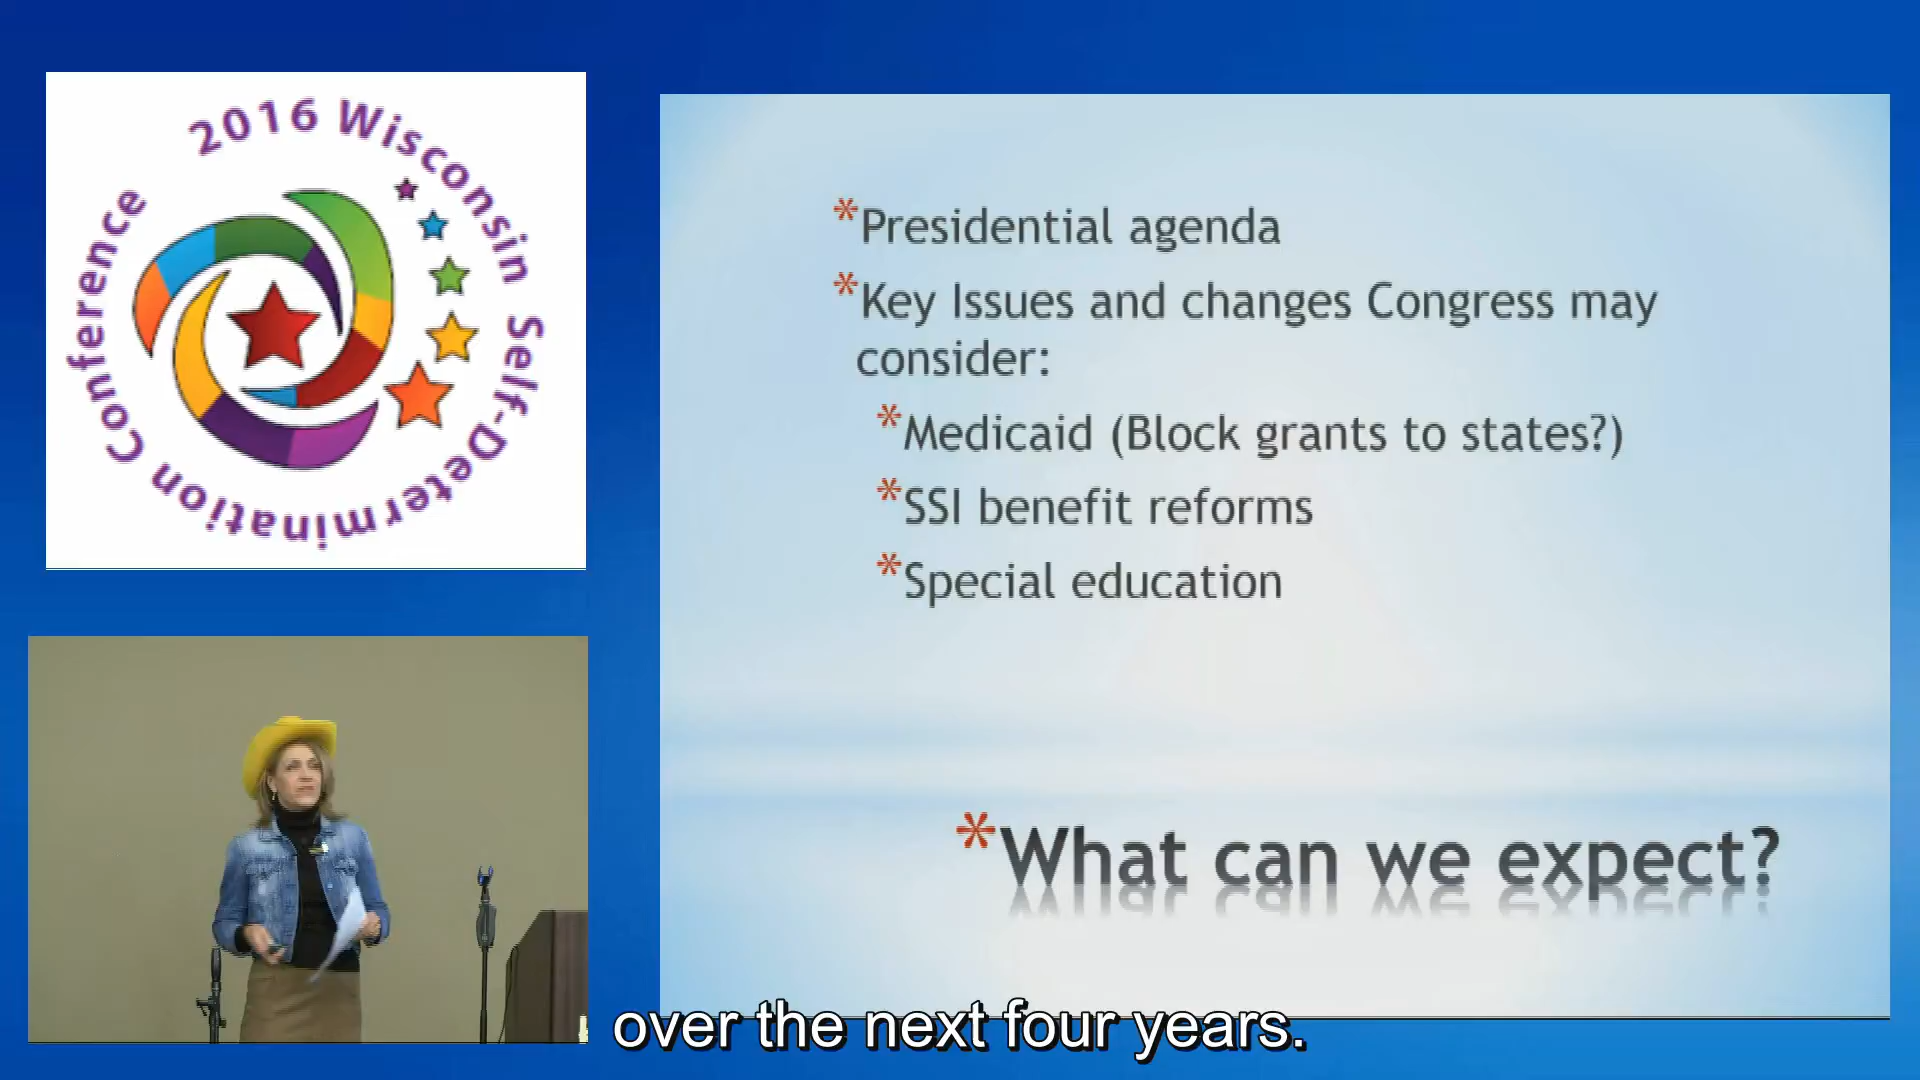 2016 Wisconsin Self-Determination Conference
*Presidential agenda
*Key Issues and changes Congress may
consider:
*Medicaid (Block grants to states?)
*SSI benefit reforms
*Special education
*What can we expect?
over the next four years.